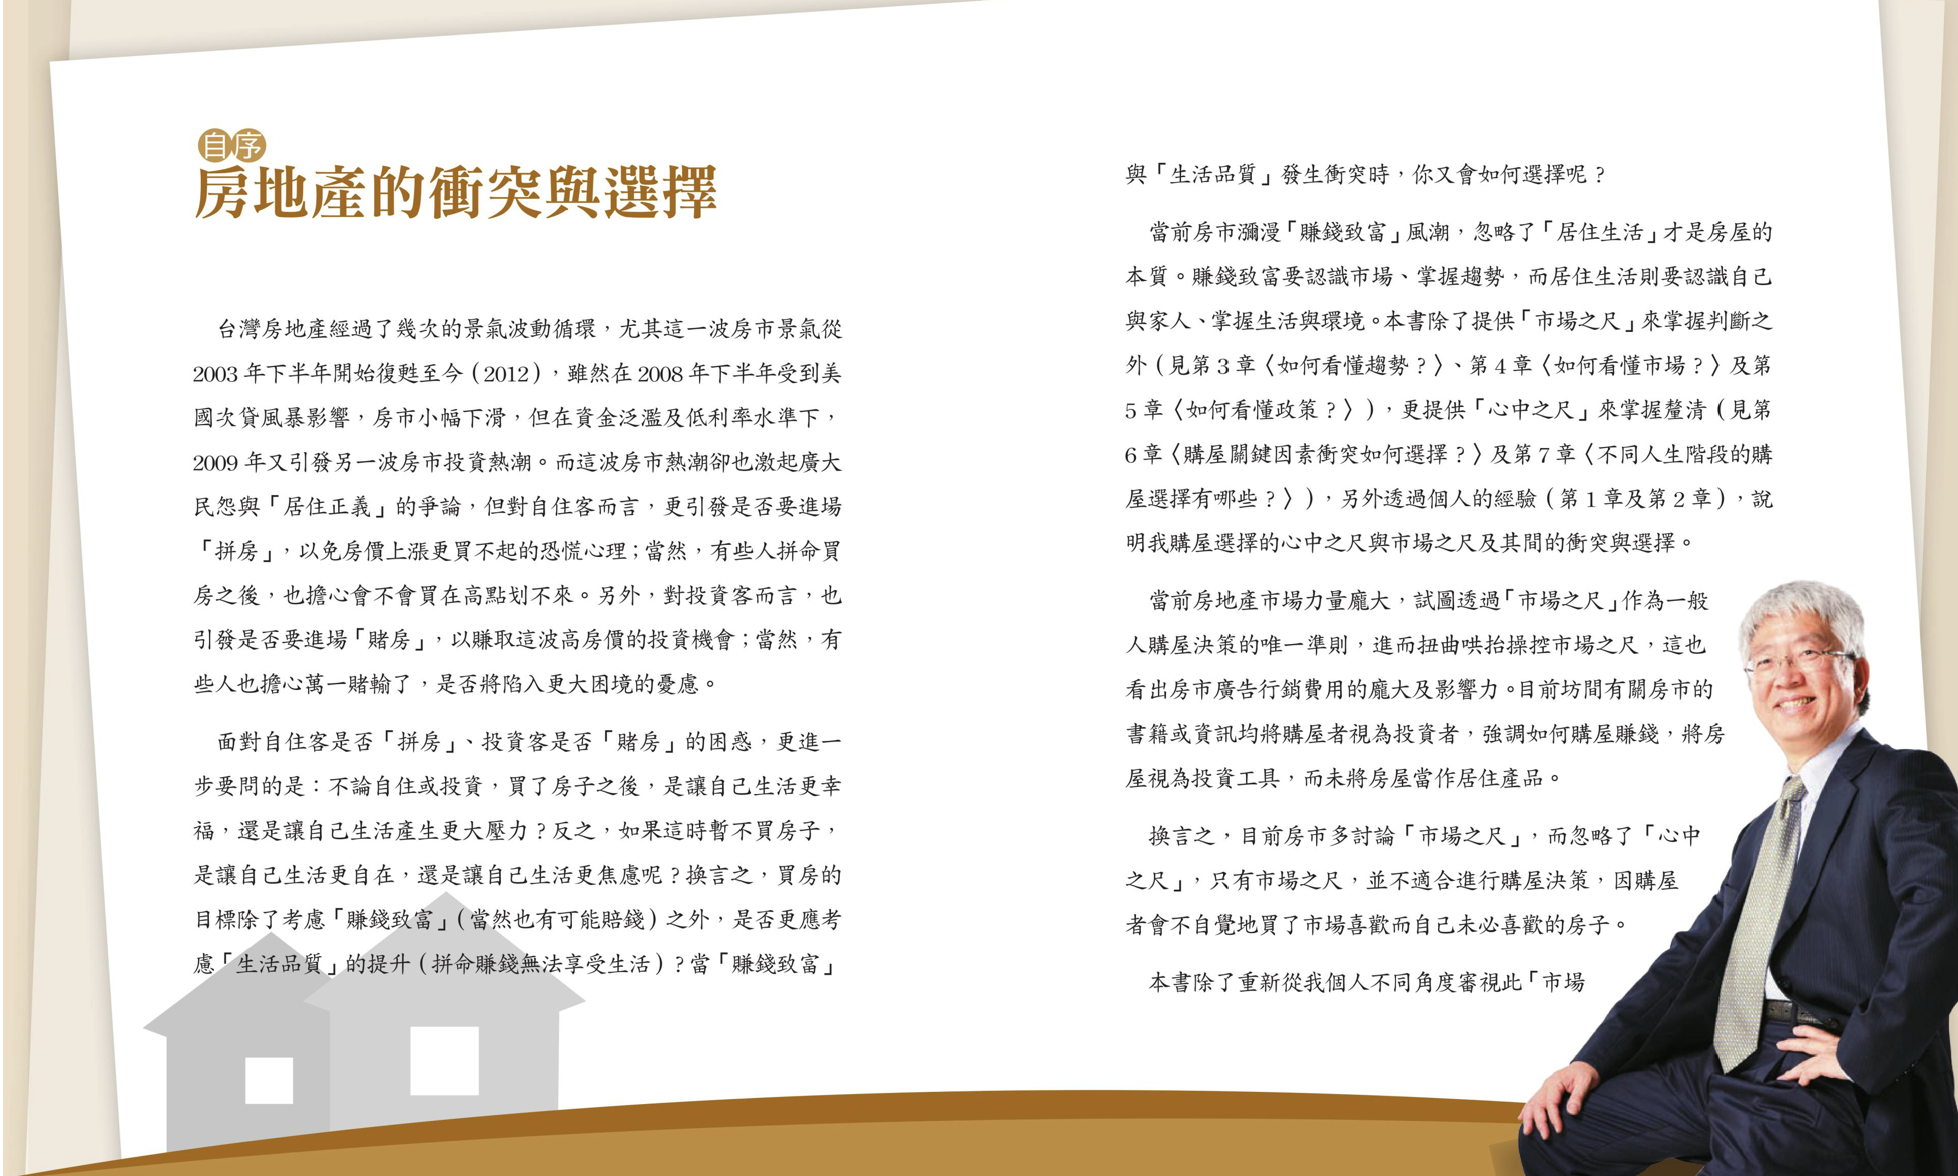 自序
房地產的衝突與選擇
台灣房地產經過了幾次的景氣波動循環，尤其這一波房市景氣從
2003 年下半年開始復甦至今（2012），雖然在 2008 年下半年受到美
國次貸風暴影響，房市小幅下滑，但在資金泛濫及低利率水準下，
2009 年又引發另一波房市投資熱潮。而這波房市熱潮卻也激起廣大
民怨與「居住正義」的爭論，但對自住客而言，更引發是否要進場
「拼房」，以免房價上漲更買不起的恐慌心理；當然，有些人拼命買
房之後，也擔心會不會買在高點划不來。另外，對投資客而言，也
引發是否要進場「賭房」，以賺取這波高房價的投資機會；當然，有
些人也擔心萬一賭輸了，是否將陷入更大困境的憂慮。
面對自住客是否「拼房」、投資客是否「賭房」的困惑，更進一
步要問的是：不論自住或投資，買了房子之後，是讓自己生活更幸
福，還是讓自己生活產生更大壓力？反之，如果這時暫不買房子，
是讓自己生活更自在，還是讓自己生活更焦慮呢？換言之，買房的
目標除了考慮「賺錢致富」（當然也有可能賠錢）之外，是否更應考
慮「生活品質」的提升（拼命賺錢無法享受生活）？當「賺錢致富」
與「生活品質」發生衝突時，你又會如何選擇呢？
當前房市瀰漫「賺錢致富」風潮，忽略了「居住生活」才是房屋的
本質。賺錢致富要認識市場、掌握趨勢，而居住生活則要認識自己
與家人、掌握生活與環境。本書除了提供「市場之尺」來掌握判斷之
外（見第 3 章〈如何看懂趨勢？〉、第 4 章〈如何看懂市場？〉及第
5 章〈如何看懂政策？〉），更提供「心中之尺」來掌握釐清（見第
6 章〈購屋關鍵因素衝突如何選擇？〉及第 7 章〈不同人生階段的購
屋選擇有哪些？〉），另外透過個人的經驗（第 1 章及第 2 章），說
明我購屋選擇的心中之尺與市場之尺及其間的衝突與選擇。
當前房地產市場力量龐大，試圖透過「市場之尺」作為一般
人購屋決策的唯一準則，進而扭曲哄抬操控市場之尺，這也
看出房市廣告行銷費用的龐大及影響力。目前坊間有關房市的
書籍或資訊均將購屋者視為投資者，強調如何購屋賺錢，將房
屋視為投資工具，而未將房屋當作居住產品。
換言之，目前房市多討論「市場之尺」，而忽略了「心中
之尺」，只有市場之尺，並不適合進行購屋決策，因購屋
者會不自覺地買了市場喜歡而自己未必喜歡的房子。
本書除了重新從我個人不同角度審視此「市場